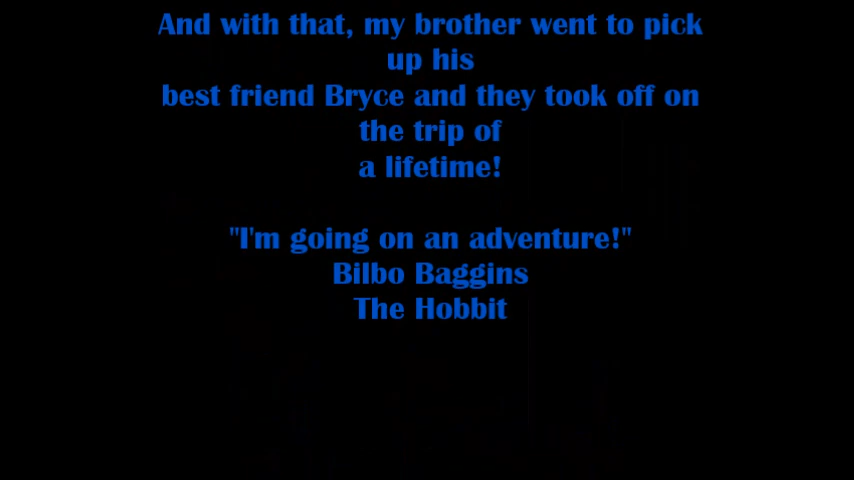 And with that, my brother went to pick
up his
best friend Bryce and they took off on
the trip of
a lifetime!
"I'm going on an adventure!"
Bilbo Baggins
The Hobbit